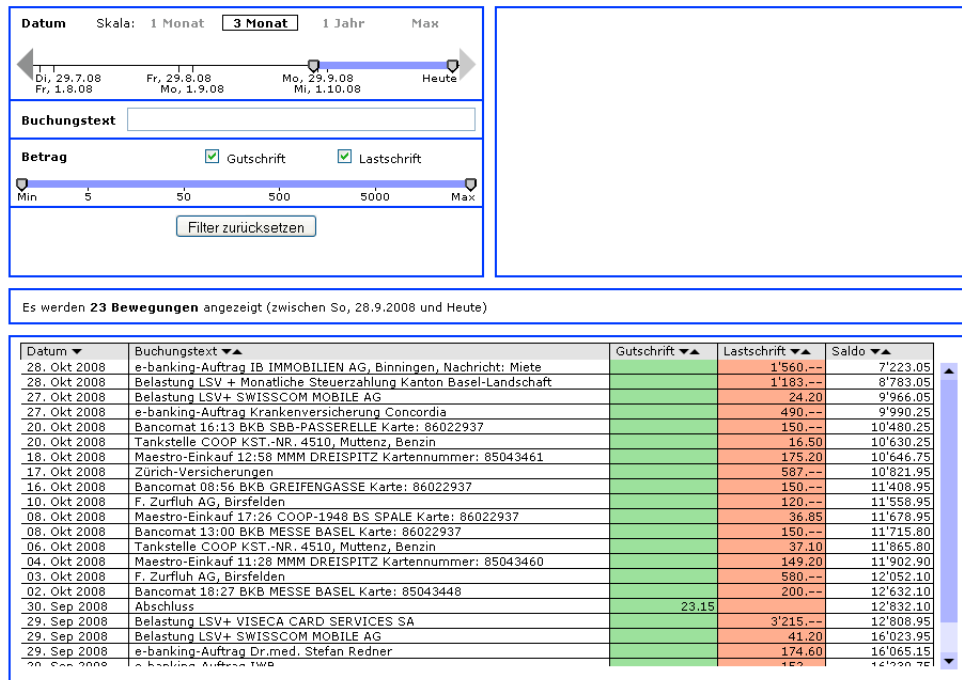 Datum Skala: 1 Monat 3 Monat 1 Jahr Max
Di, 29.7.08 Fr, 29.8.08 Mo, 29.9.08 Heute
Fr, 1.8.08 Mo, 1.9.08 Mi, 1.10.08
Buchungstext
Betrag Gutschrift Lastschrift
Min 5 50 500 5000 Max
Filter zurücksetzen
Es werden 23 Bewegungen angezeigt (zwischen So, 28.9.2008 und Heute)
Datum Buchungstext Gutschrift Lastschrift Saldo
28. Okt 2008 e-banking-Auftrag IB IMMOBILIEN AG, Binningen, Nachricht: Miete 1'560.-- 7'223.05
28. Okt 2008 Belastung LSV + Monatliche Steuerzahlung Kanton Basel-Landschaft 1'183.-- 8'783.05
27. Okt 2008 Belastung LSV+ SWISSCOM MOBILE AG 24.20 9'966.05
27. Okt 2008 e-banking-Auftrag Krankenversicherung Concordia 490.-- 9'990.25
20. Okt 2008 Bancomat 16:13 BKB SBB-PASSERELLE Karte: 86022937 150.-- 10'480.25
20. Okt 2008 Tankstelle COOP KST.-NR. 4510, Muttenz, Benzin 16.50 10'630.25
18. Okt 2008 Maestro-Einkauf 12:58 MMM DREISPITZ Kartennummer: 85043461 175.20 10'646.75
17. Okt 2008 Zürich-Versicherungen 587.-- 10'821.95
16. Okt 2008 Bancomat 08:56 BKB GREIFENGASSE Karte: 86022937 150.-- 11'408.95
10. Okt 2008 F. Zurfluh AG, Birsfelden 120.-- 11'558.95
08. Okt 2008 Maestro-Einkauf 17:26 COOP-1948 BS SPALE Karte: 86022937 36.85 11'678.95
08. Okt 2008 Bancomat 13:00 BKB MESSE BASEL Karte: 86022937 150.-- 11'715.80
06. Okt 2008 Tankstelle COOP KST.-NR. 4510, Muttenz, Benzin 37.10 11'865.80
04. Okt 2008 Maestro-Einkauf 11:28 MMM DREISPITZ Kartennummer: 85043460 149.20 11'902.90
03. Okt 2008 F. Zurfluh AG, Birsfelden 580.-- 12'052.10
02. Okt 2008 Bancomat 18:27 BKB MESSE BASEL Karte: 85043448 200.-- 12'632.10
30. Sep 2008 Abschluss 23.15 12'832.10
29. Sep 2008 Belastung LSV+ VISECA CARD SERVICES SA 3'215.-- 12'808.95
29. Sep 2008 Belastung LSV+ SWISSCOM MOBILE AG 41.20 16'023.95
29. Sep 2008 e-banking-Auftrag Dr.med. Stefan Redner 174.60 16'065.15
Sep 2008 e-banking-Auftrag IWB 16'239.75